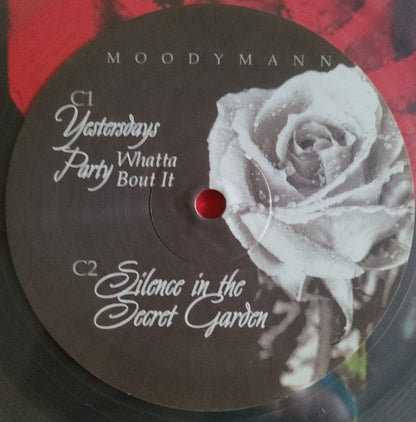 MOODYMANN
C1
Yesterdays
Party Whatta
Bout It
C2 Silence in the
Secret Garden